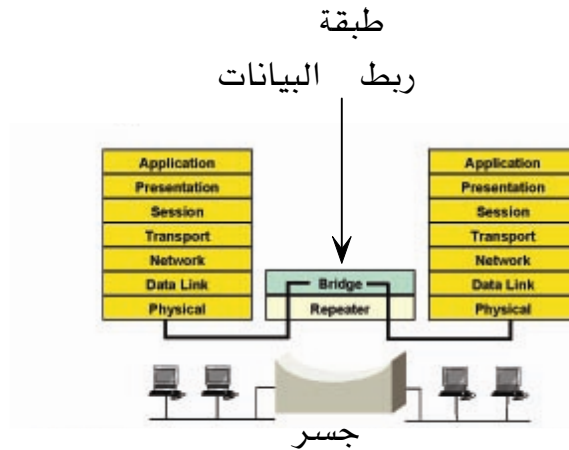 طبقة
ربط البيانات
Application
Presentation
Session
Transport
Network
Data Link
Physical
Bridge
Repeater
Application
Presentation
Session
Transport
Network
Data Link
Physical
جسر